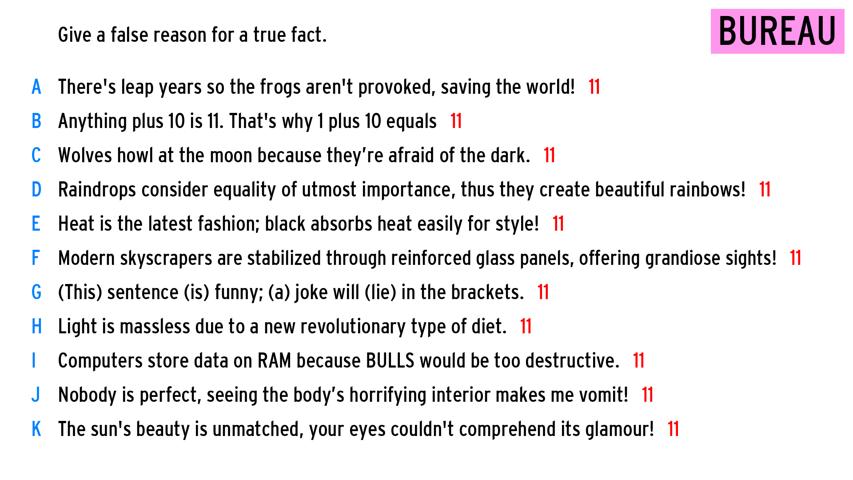 Give a false reason for a true fact.
BUREAU
A There's leap years so the frogs aren't provoked, saving the world! 11
B Anything plus 10 is 11. That's why 1 plus 10 equals 11
C Wolves howl at the moon because they're afraid of the dark. 11
D Raindrops consider equality of utmost importance, thus they create beautiful rainbows! 11
E Heat is the latest fashion; black absorbs heat easily for style! 11
F Modern skyscrapers are stabilized through reinforced glass panels, offering grandiose sights! 11
G (This) sentence (is) funny; (a) joke will (lie) in the brackets. 11
H Light is massless due to a new revolutionary type of diet. 11
I Computers store data on RAM because BULLS would be too destructive. 11
J Nobody is perfect, seeing the body's horrifying interior makes me vomit! 11
K The sun's beauty is unmatched, your eyes couldn't comprehend its glamour! 11